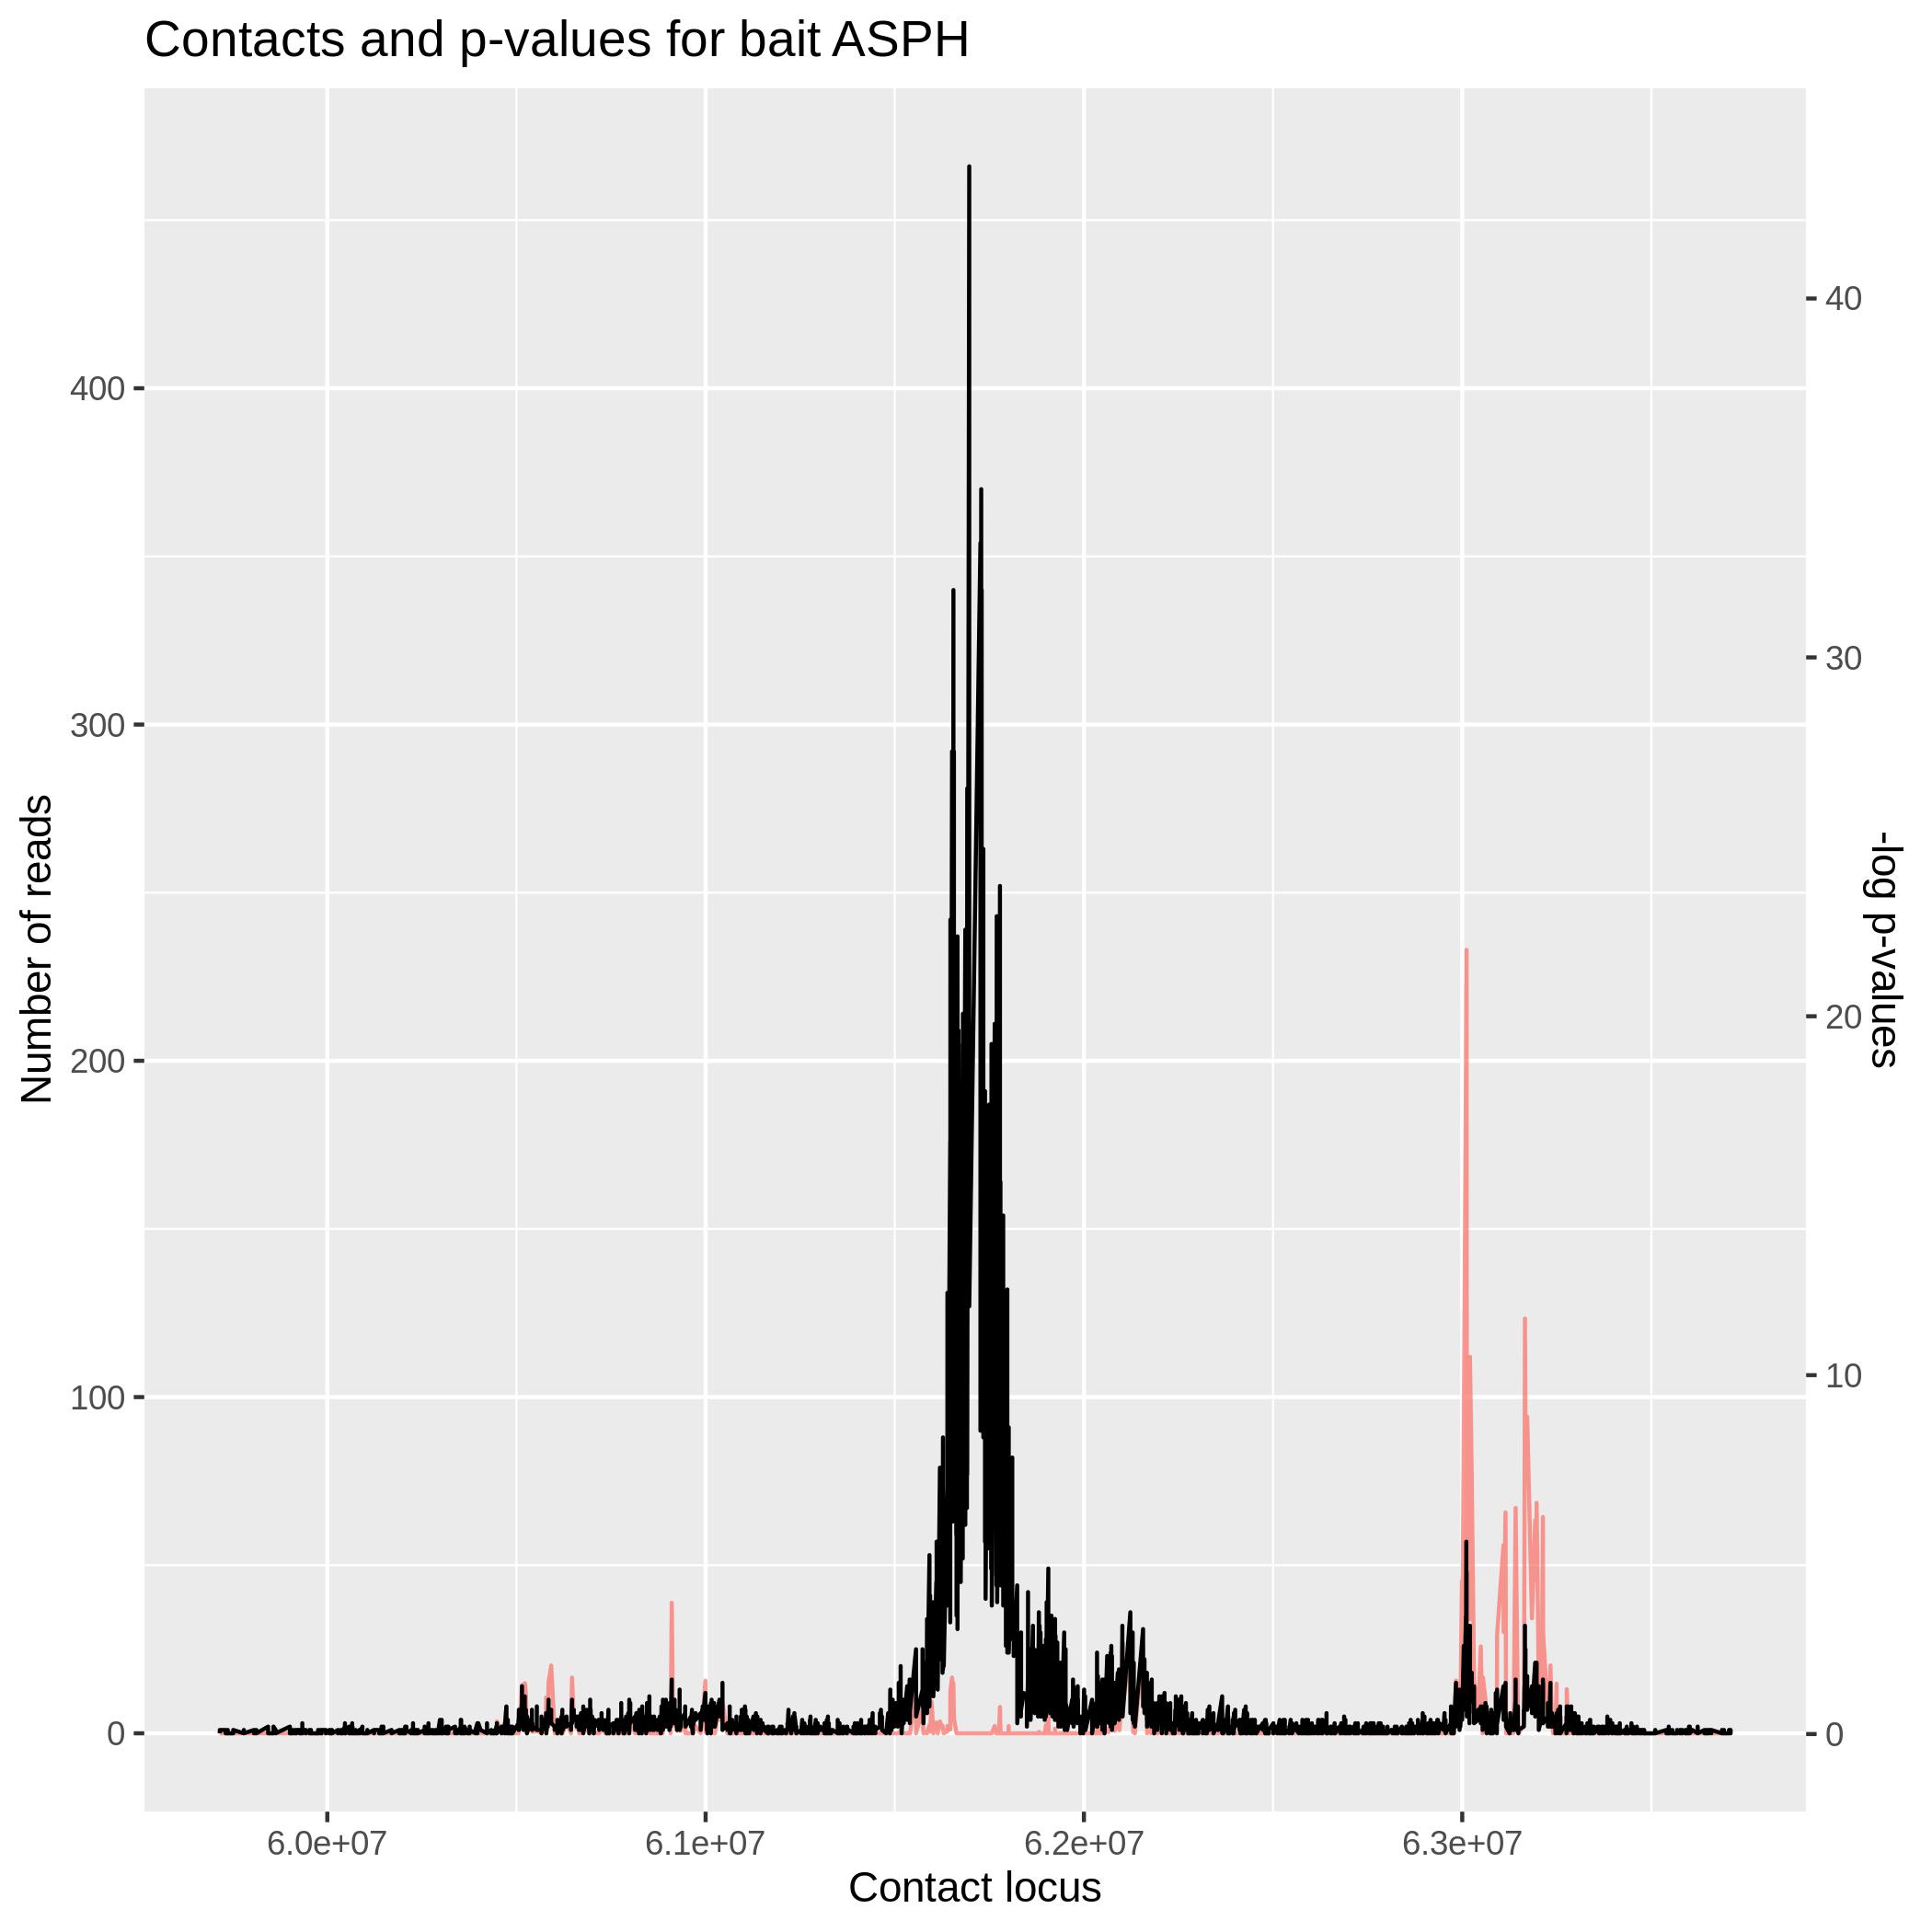 Contacts and p-values for bait ASPH
Number of reads
400
300
200
100
0
40
30
20
10
0
-log p-values
6.0e+07 6.1e+07 6.2e+07 6.3e+07
Contact locus